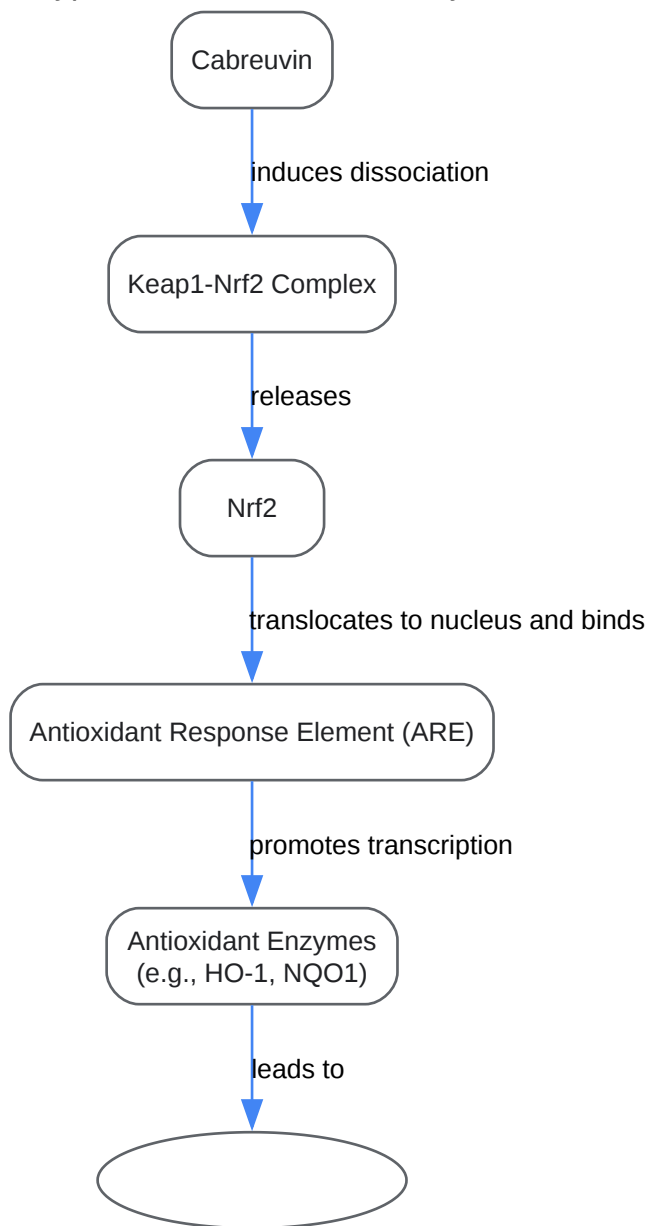 Cabreuvin
induces dissociation
Keap1-Nrf2 Complex
releases
Nrf2
translocates to nucleus and binds
Antioxidant Response Element (ARE)
promotes transcription
Antioxidant Enzymes
(e.g., HO-1, NQO1)
leads to